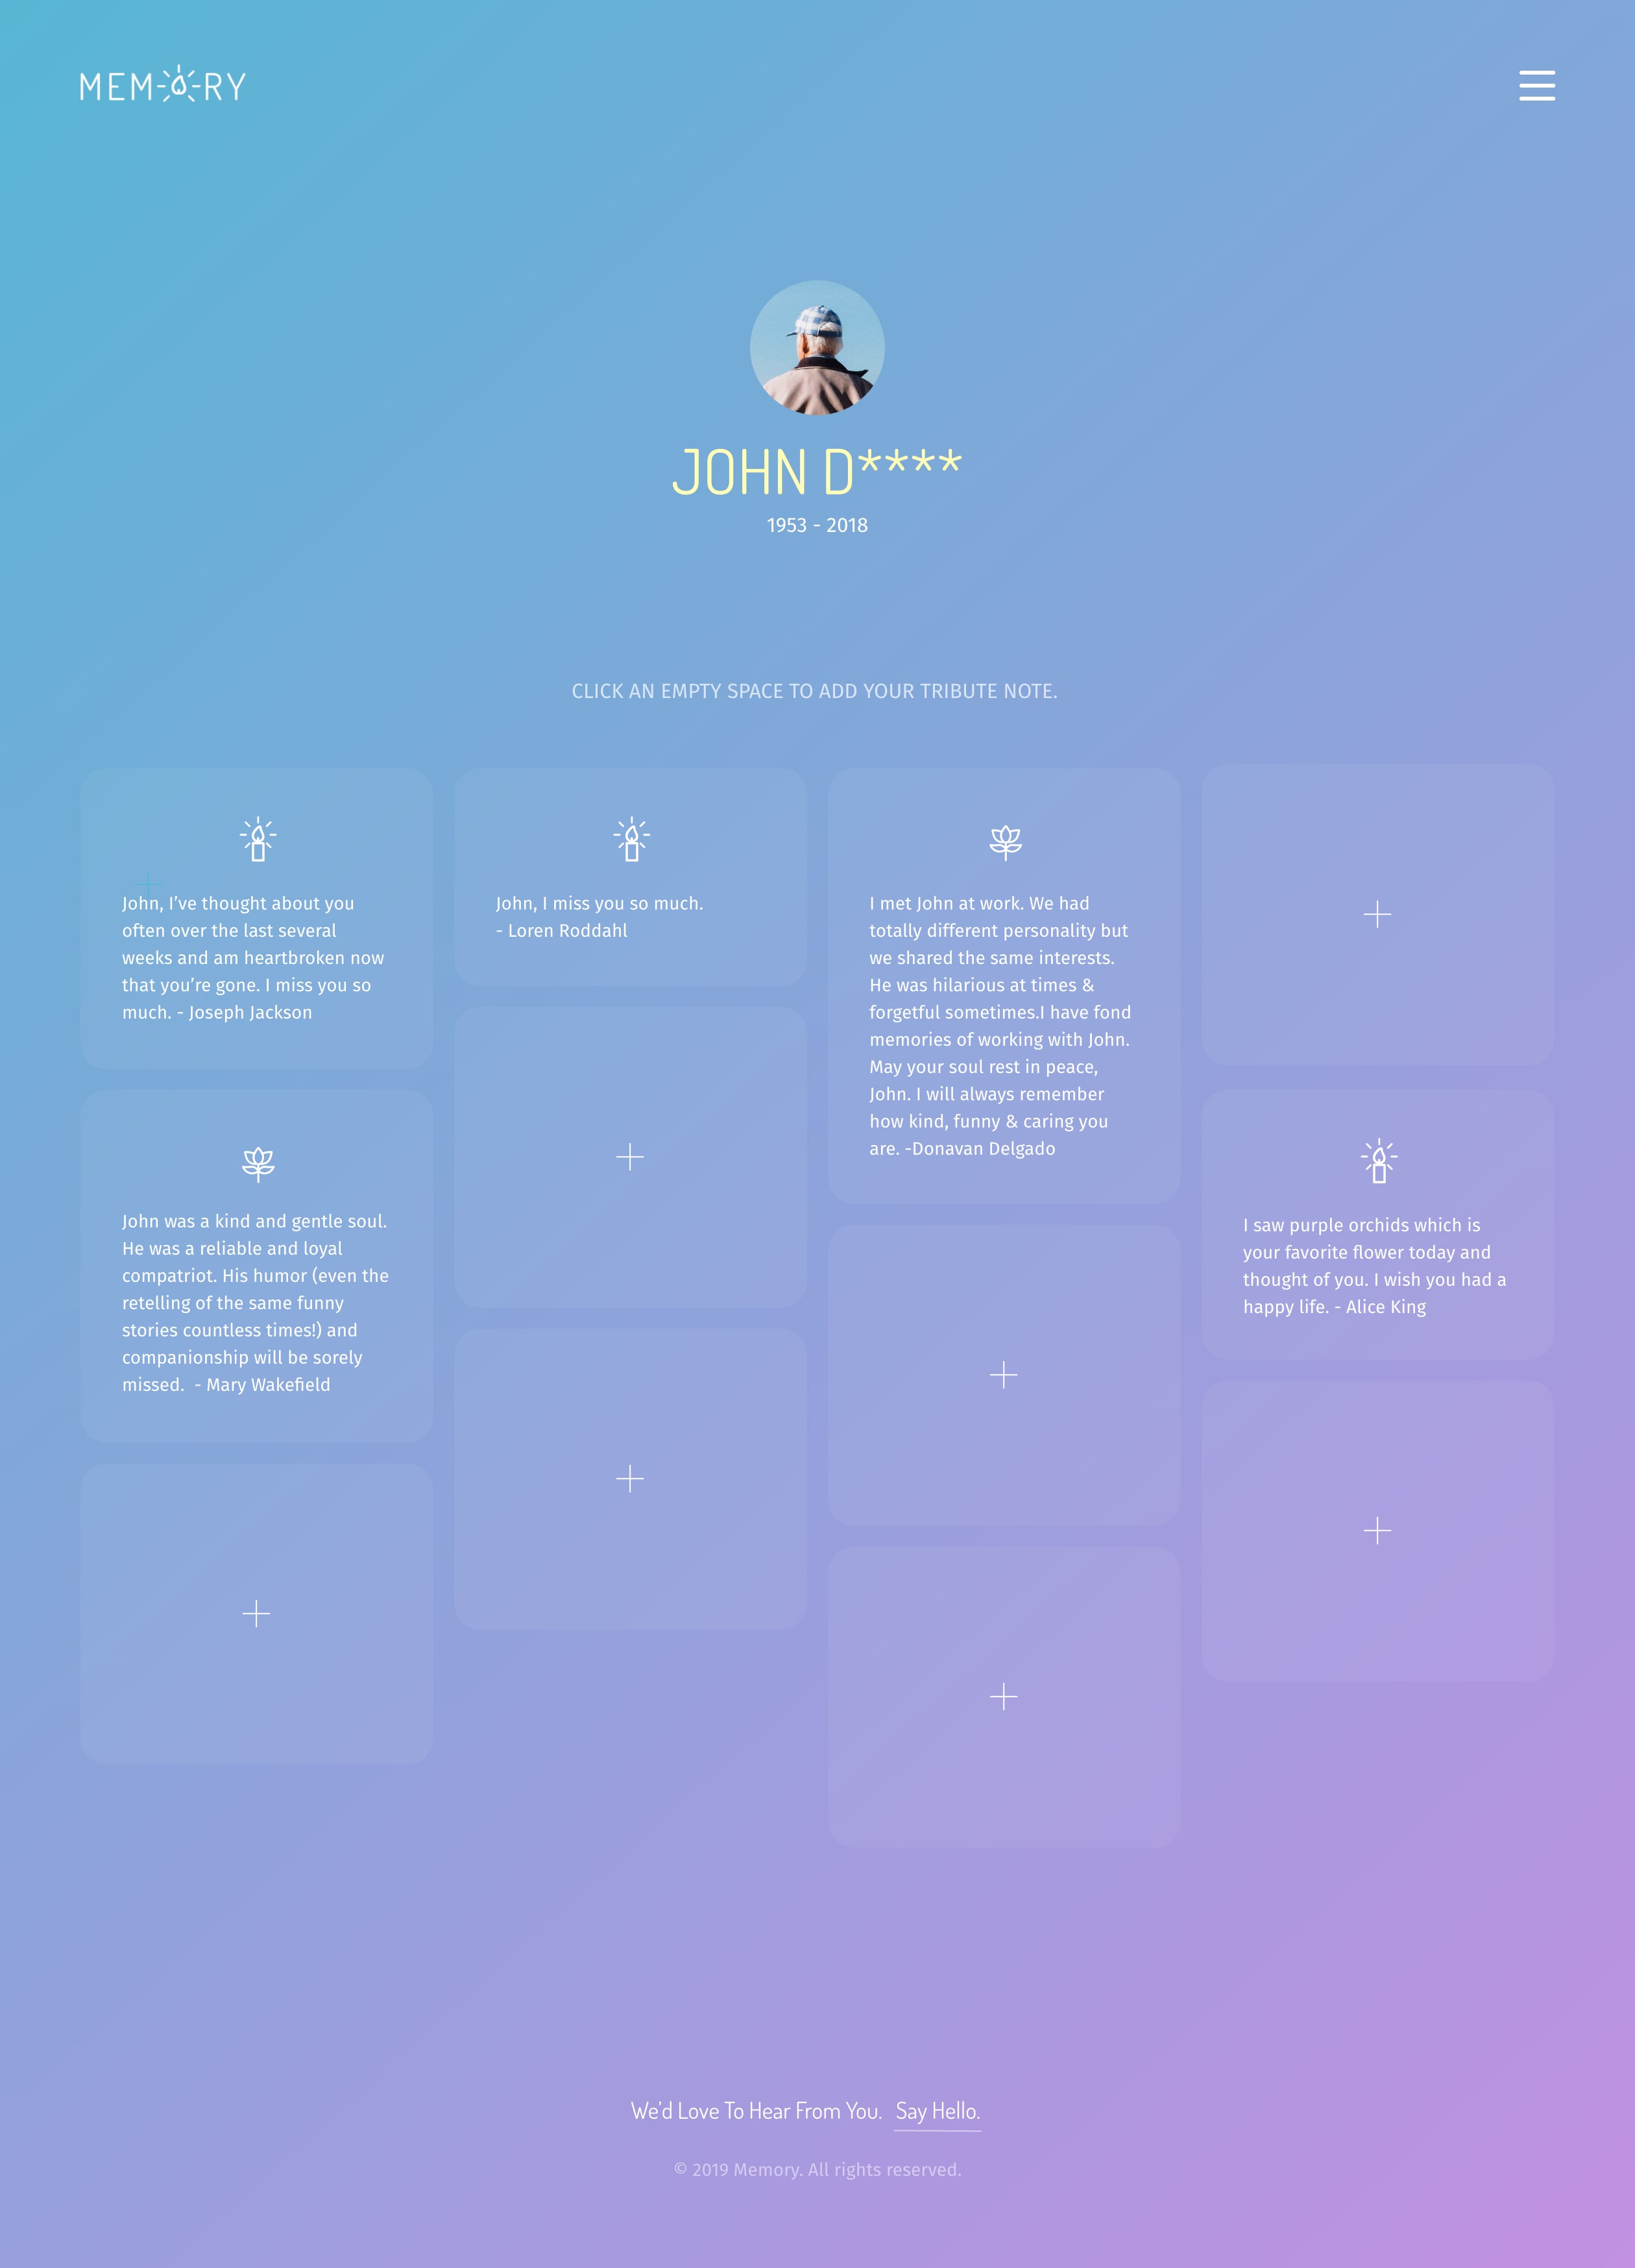 MEMORY
JOHN D****
1953 - 2018
CLICK AN EMPTY SPACE TO ADD YOUR TRIBUTE NOTE.
John, I’ve thought about you
often over the last several
weeks and am heartbroken now
that you’re gone. I miss you so
much. - Joseph Jackson
John, I miss you so much.
- Loren Roddahl
I met John at work. We had
totally different personality but
we shared the same interests.
He was hilarious at times &
forgetful sometimes.I have fond
memories of working with John.
May your soul rest in peace,
John. I will always remember
how kind, funny & caring you
are. -Donavan Delgado
John was a kind and gentle soul.
He was a reliable and loyal
compatriot. His humor (even the
retelling of the same funny
stories countless times!) and
companionship will be sorely
missed.  - Mary Wakefield
I saw purple orchids which is
your favorite flower today and
thought of you. I wish you had a
happy life. - Alice King
We’d Love To Hear From You. Say Hello.
© 2019 Memory. All rights reserved.